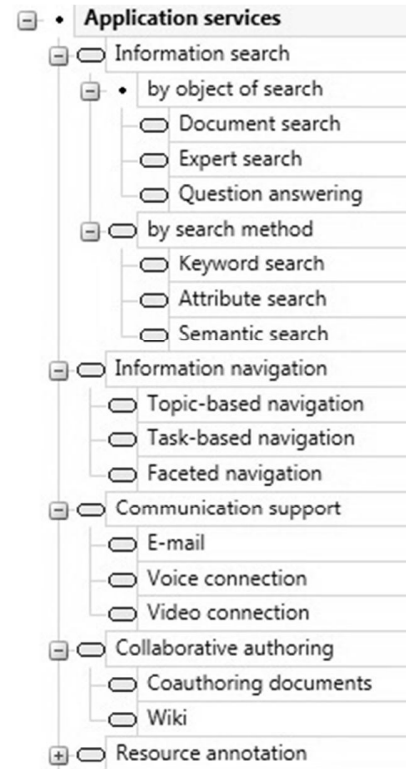 Application services
Information search
by object of search
Document search
Expert search
Question answering
by search method
Keyword search
Attribute search
Semantic search
Information navigation
Topic-based navigation
Task-based navigation
Faceted navigation
Communication support
E-mail
Voice connection
Video connection
Collaborative authoring
Coauthoring documents
Wiki
Resource annotation